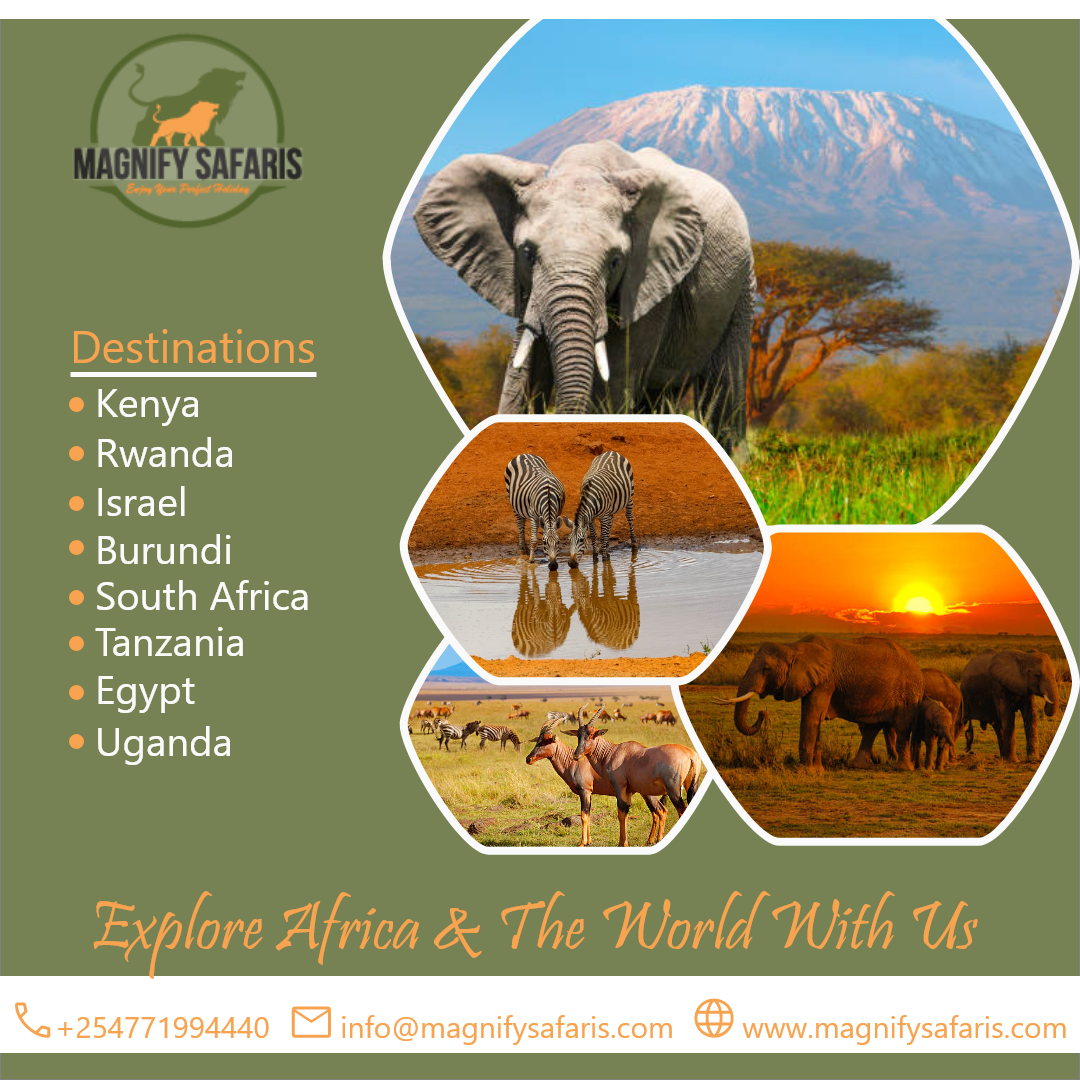 MAGNIFY SAFARIS
Enjoy Your Perfect Holiday
Destinations
Kenya
Rwanda
Israel
Burundi
South Africa
Tanzania
Egypt
Uganda
Explore Africa & The World With Us
+254771994440 info@magnifysafaris.com www.magnifysafaris.com